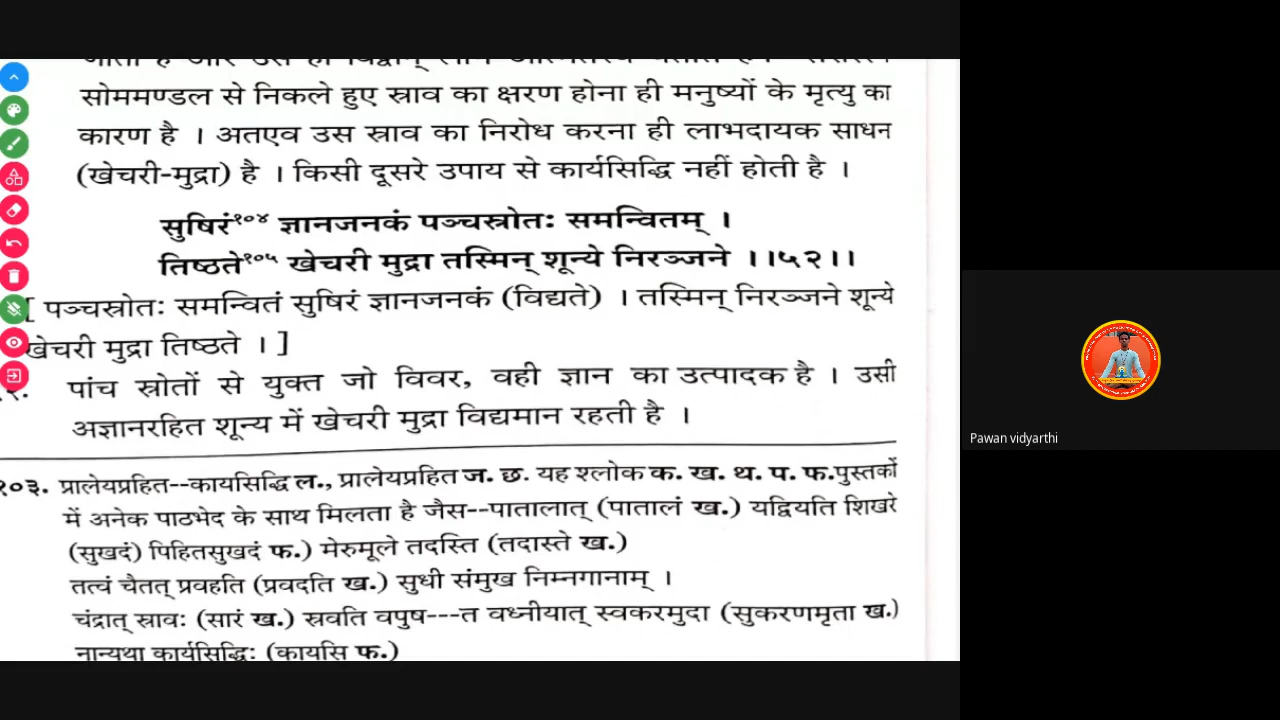 सोममण्डल से निकले हुए स्राव का क्षरण होना ही मनुष्यों के मृत्यु का
कारण है । अतएव उस स्राव का निरोध करना ही लाभदायक साधन
(खेचरी-मुद्रा) है । किसी दूसरे उपाय से कार्यसिद्धि नहीं होती है ।
सुषिरं१०४ ज्ञानजनकं पञ्चस्रोतः समन्वितम् ।
तिष्ठते१०५ खेचरी मुद्रा तस्मिन् शून्ये निरञ्जने ।।५२।।
[ पञ्चस्रोतः समन्वितं सुषिरं ज्ञानजनकं (विद्यते) । तस्मिन् निरञ्जने शून्ये
खेचरी मुद्रा तिष्ठते । ]
पांच स्रोतों से युक्त जो विवर, वही ज्ञान का उत्पादक है । उसी
अज्ञानरहित शून्य में खेचरी मुद्रा विद्यमान रहती है ।
१०३. प्रालेयप्रहित--कायसिद्धि ल., प्रालेयप्रहित ज. छ. यह श्लोक क. ख. थ. प. फ. पुस्तकों
में अनेक पाठभेद के साथ मिलता है जैस--पातालात् (पातालं ख.) यद्वियति शिखरे
(सुखदं) पिहितसुखदं फ.) मेरुमूले तदस्ति (तदास्ते ख.)
तत्वं चैतत् प्रवहति (प्रवदति ख.) सुधी संमुख निम्नगानाम् ।
चंद्रात् स्रावः (सारं ख.) स्रवति वपुष---त वध्नीयात् स्वकरमुदा (सुकरणमृता ख.)
नान्यथा कार्यसिद्धिः (कायसि फ.)
Pawan vidyarthi